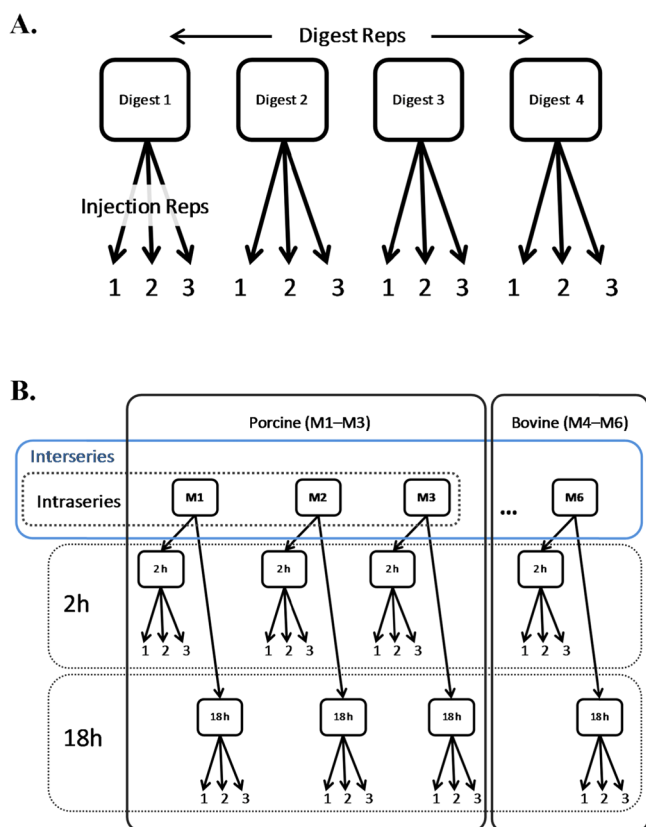 A.
Digest Reps
Digest 1 Digest 2 Digest 3 Digest 4
Injection Reps
1 2 3 1 2 3 1 2 3 1 2 3
B.
Porcine (M1–M3) Bovine (M4–M6)
Interseries
Intraseries M1 M2 M3 ... M6
2h 2h 2h 2h
2h
1 2 3 1 2 3 1 2 3 1 2 3
18h 18h 18h 18h
18h
1 2 3 1 2 3 1 2 3 1 2 3